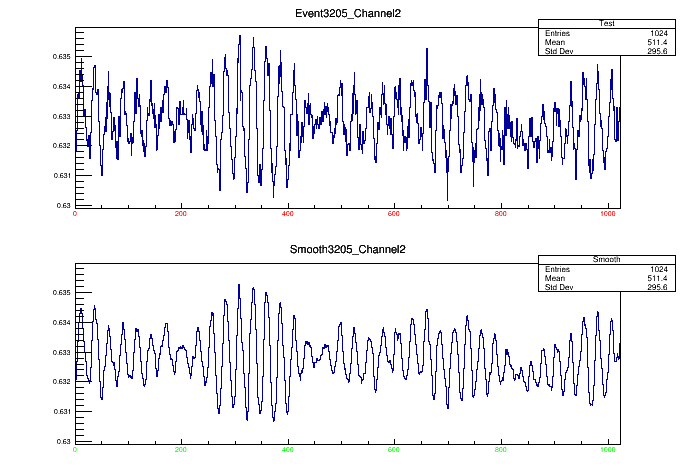 Event3205_Channel2
Test
Entries 1024
Mean 511.4
Std Dev 295.6
0.635
0.634
0.633
0.632
0.631
0.63
0 200 400 600 800 1000
Smooth3205_Channel2
Smooth
Entries 1024
Mean 511.4
Std Dev 295.6
0.635
0.634
0.633
0.632
0.631
0.63
0 200 400 600 800 1000